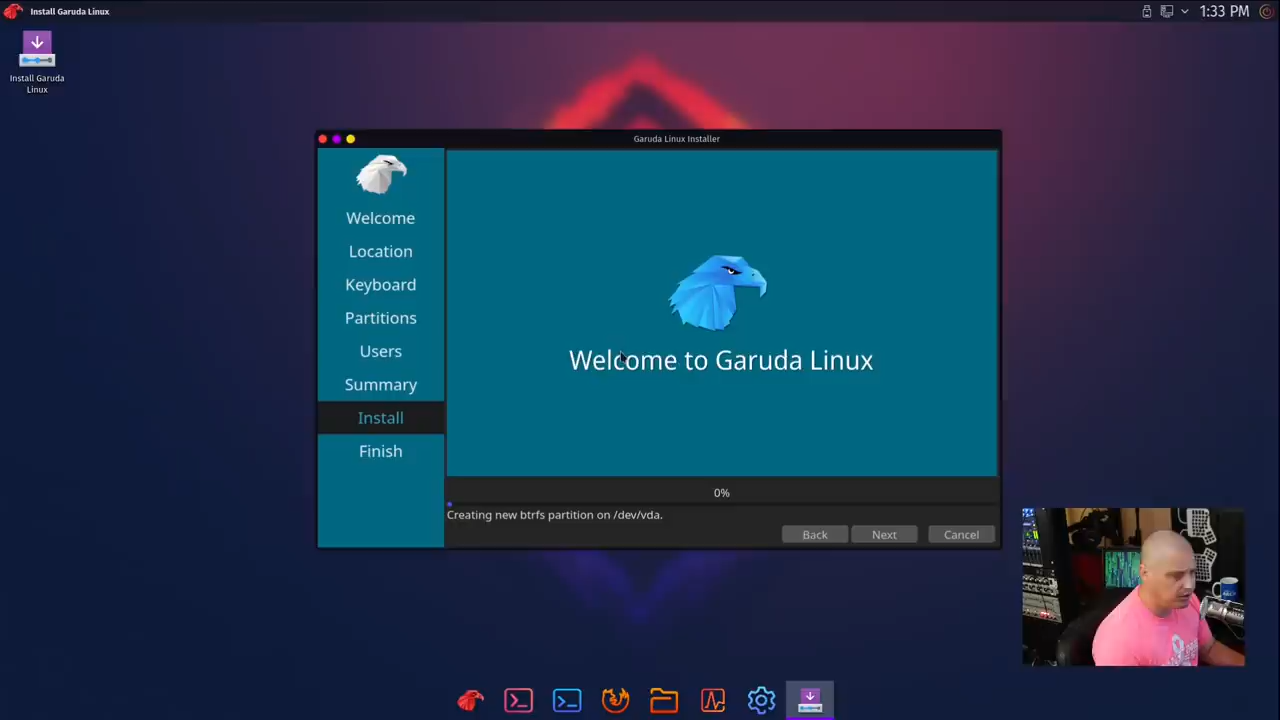 Install Garuda Linux
1:33 PM
Install Garuda
Linux
Garuda Linux Installer
Welcome
Location
Keyboard
Partitions
Users
Summary
Install
Finish
Welcome to Garuda Linux
0%
Creating new btrfs partition on /dev/vda.
Back
Next
Cancel